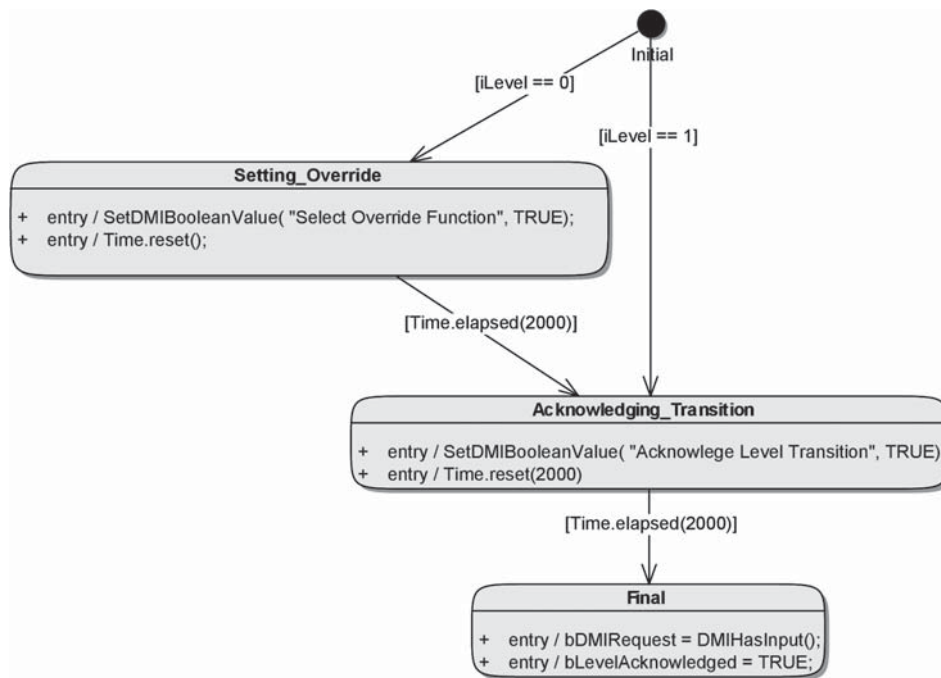 Initial
[iLevel == 0]
[iLevel == 1]
Setting_Override
+ entry / SetDMIBooleanValue( "Select Override Function", TRUE);
+ entry / Time.reset();
[Time.elapsed(2000)]
Acknowledging_Transition
+ entry / SetDMIBooleanValue( "Acknowlege Level Transition", TRUE)
+ entry / Time.reset(2000)
[Time.elapsed(2000)]
Final
+ entry / bDMIRequest = DMIHasInput();
+ entry / bLevelAcknowledged = TRUE;